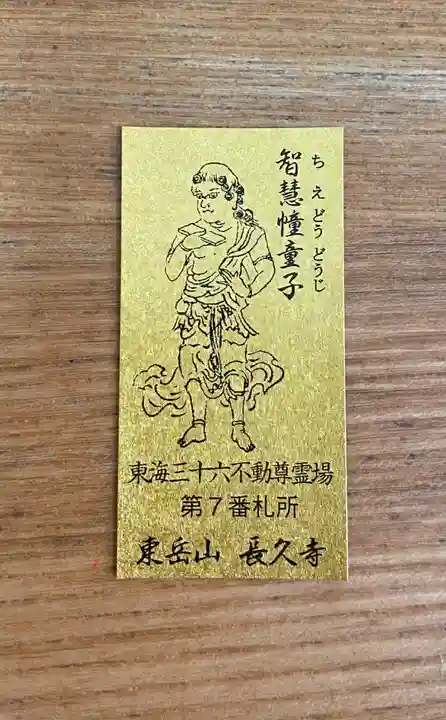 智慧幢童子
ちえどうどうじ
東海三十六不動尊霊場
第7番札所
東岳山 長久寺